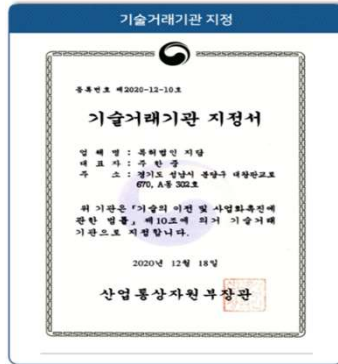 기술거래기관 지정
등록번호 제2020-12-10호
기술거래기관 지정서
업 체 명 : 특허법인 지담
대 표 자 :
주 소 : 경기도 성남시 분당구 대왕판교로
670, A동 302호
위 기관은 「기술의 이전 및 사업화촉진에
관한 법률」 제10조에 의거 기술거래
기관으로 지정합니다.
2020년 12월 18일
산업통상자원부장관